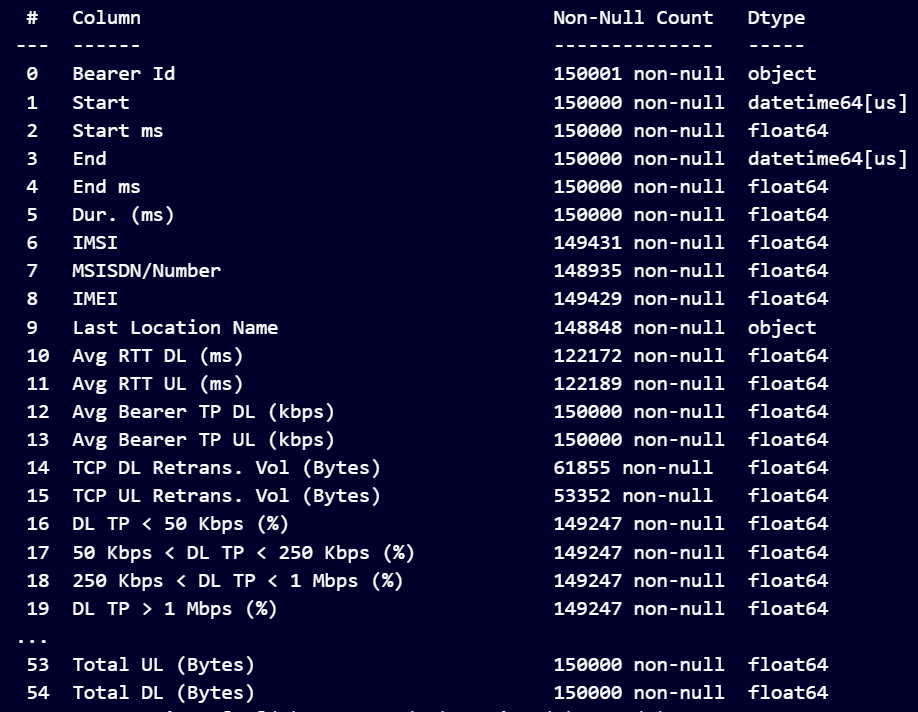 #   Column                                    Non-Null Count   Dtype
---  ------                                    --------------   -----
 0   Bearer Id                                 150001 non-null  object
 1   Start                                     150000 non-null  datetime64[us]
 2   Start ms                                  150000 non-null  float64
 3   End                                       150000 non-null  datetime64[us]
 4   End ms                                    150000 non-null  float64
 5   Dur. (ms)                                 150000 non-null  float64
 6   IMSI                                      149431 non-null  float64
 7   MSISDN/Number                             148935 non-null  float64
 8   IMEI                                      149429 non-null  float64
 9   Last Location Name                        148848 non-null  object
 10  Avg RTT DL (ms)                           122172 non-null  float64
 11  Avg RTT UL (ms)                           122189 non-null  float64
 12  Avg Bearer TP DL (kbps)                   150000 non-null  float64
 13  Avg Bearer TP UL (kbps)                   150000 non-null  float64
 14  TCP DL Retrans. Vol (Bytes)               61855 non-null   float64
 15  TCP UL Retrans. Vol (Bytes)               53352 non-null   float64
 16  DL TP < 50 Kbps (%)                       149247 non-null  float64
 17  50 Kbps < DL TP < 250 Kbps (%)            149247 non-null  float64
 18  250 Kbps < DL TP < 1 Mbps (%)             149247 non-null  float64
 19  DL TP > 1 Mbps (%)                        149247 non-null  float64
...
 53  Total UL (Bytes)                          150000 non-null  float64
 54  Total DL (Bytes)                          150000 non-null  float64